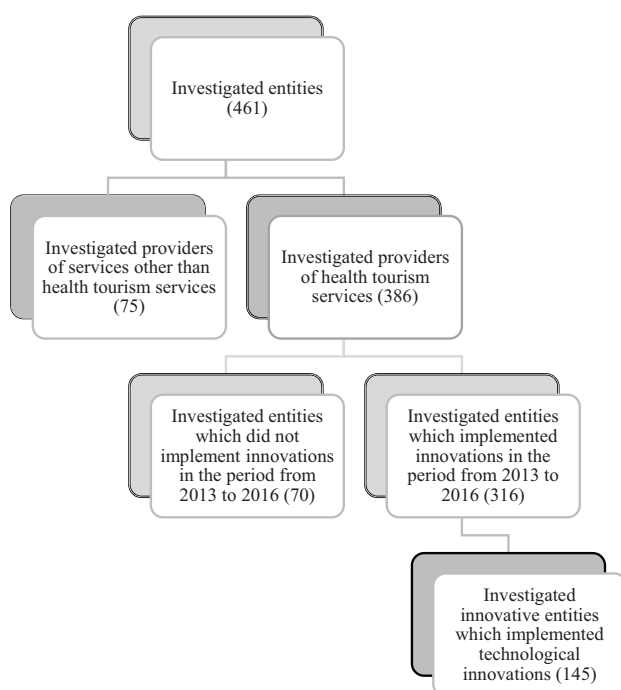 Investigated entities
(461)
Investigated providers
of services other than
health tourism services
(75)
Investigated providers
of health tourism
services (386)
Investigated entities
which did not
implement innovations
in the period from
2013 to 2016 (70)
Investigated entities
which implemented
innovations in the
period from 2013 to
2016 (316)
Investigated
innovative entities
which implemented
technological
innovations (145)